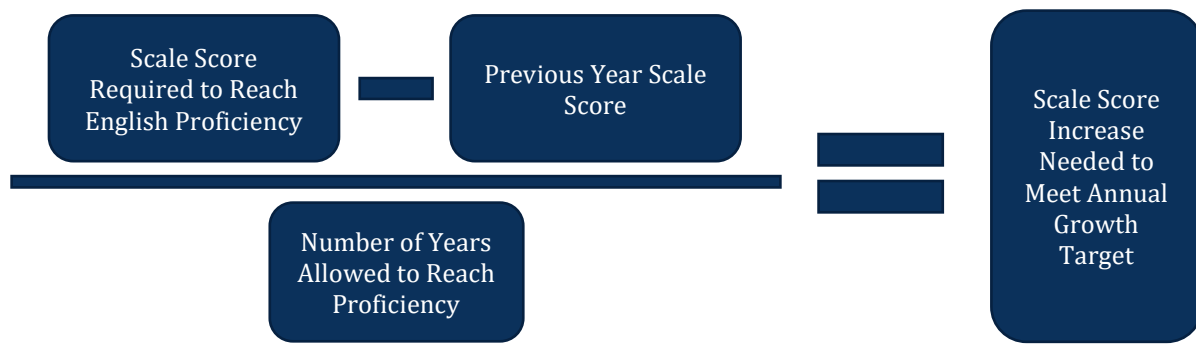 Scale Score
Required to Reach
English Proficiency
Previous Year Scale
Score
Number of Years
Allowed to Reach
Proficiency
Scale Score
Increase
Needed to
Meet Annual
Growth
Target